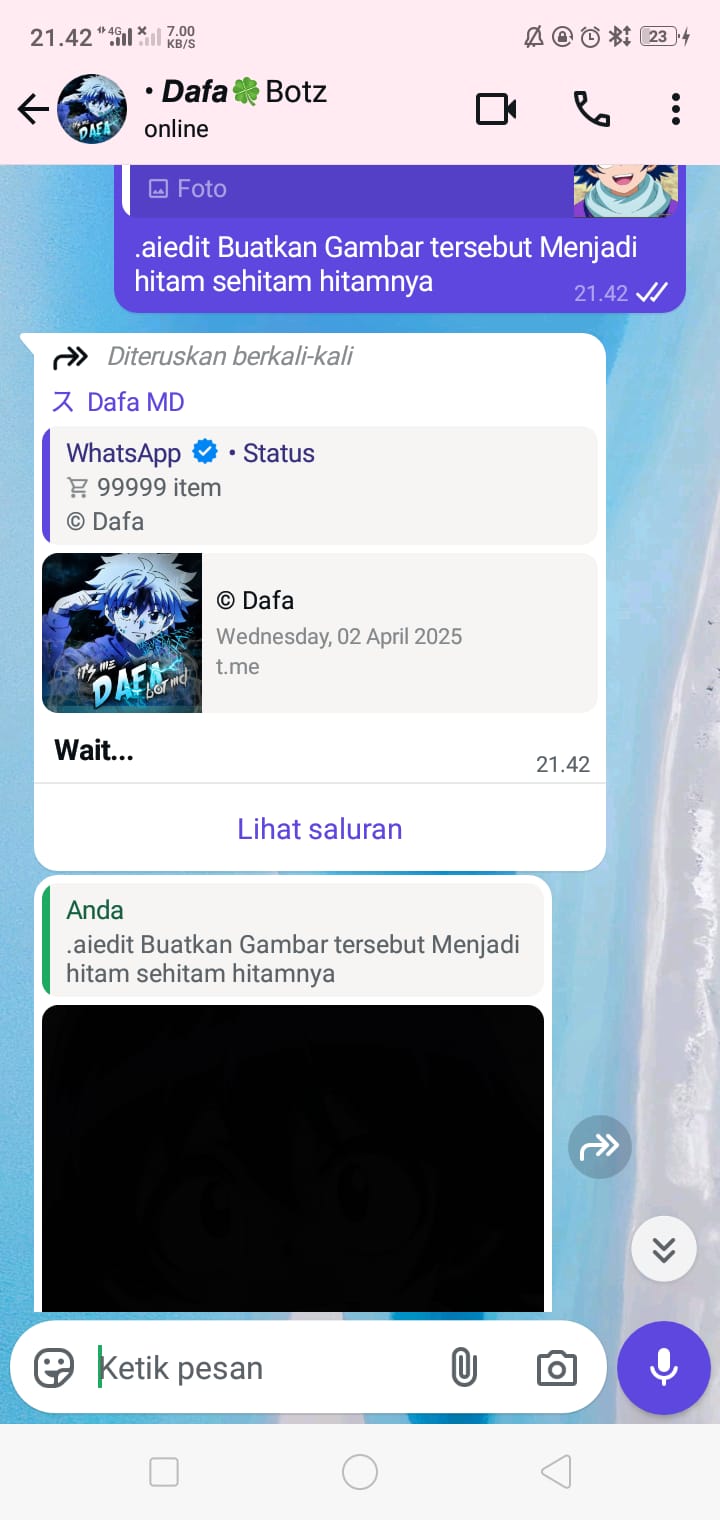 21.42 4G 7.00
KB/S
23
• Dafa🍀Botz
online
Foto
.aiedit Buatkan Gambar tersebut Menjadi
hitam sehitam hitamnya
21.42
Diteruskan berkali-kali
ス Dafa MD
WhatsApp • Status
99999 item
© Dafa
IT'S ME
DAFA
BOT MD
© Dafa
Wednesday, 02 April 2025
t.me
Wait...
21.42
Lihat saluran
Anda
.aiedit Buatkan Gambar tersebut Menjadi
hitam sehitam hitamnya
Ketik pesan